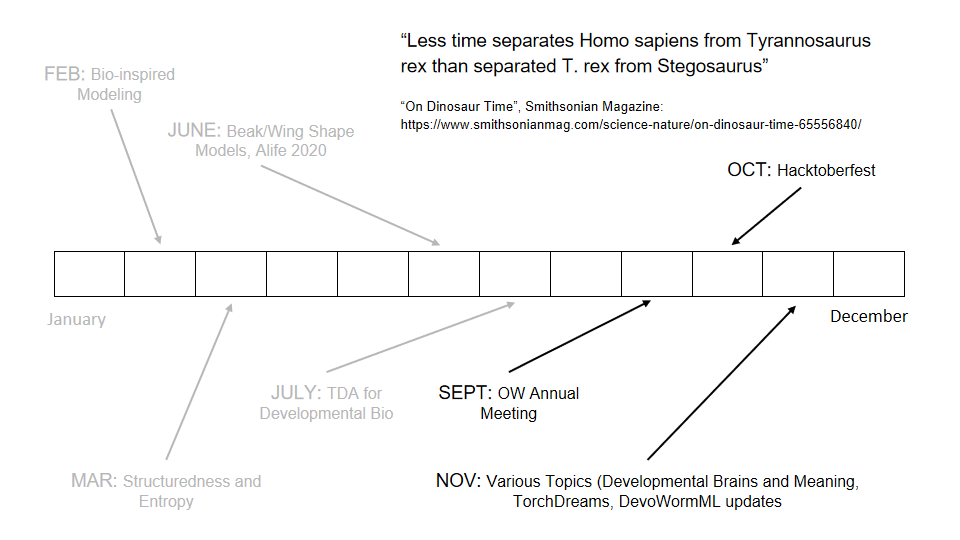 “Less time separates Homo sapiens from Tyrannosaurus
rex than separated T. rex from Stegosaurus”
“On Dinosaur Time”, Smithsonian Magazine:
https://www.smithsonianmag.com/science-nature/on-dinosaur-time-65556840/
FEB: Bio-inspired
Modeling
JUNE: Beak/Wing Shape
Models, Alife 2020
OCT: Hacktoberfest
January
December
JULY: TDA for
Developmental Bio
SEPT: OW Annual
Meeting
MAR: Structuredness and
Entropy
NOV: Various Topics (Developmental Brains and Meaning,
TorchDreams, DevoWormML updates